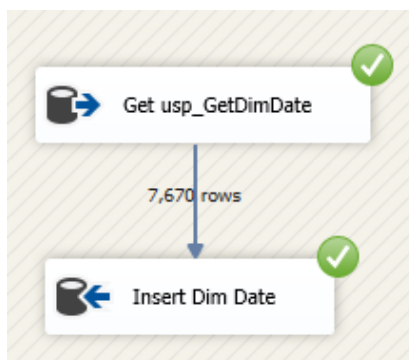 Get usp_GetDimDate
7,670 rows
Insert Dim Date